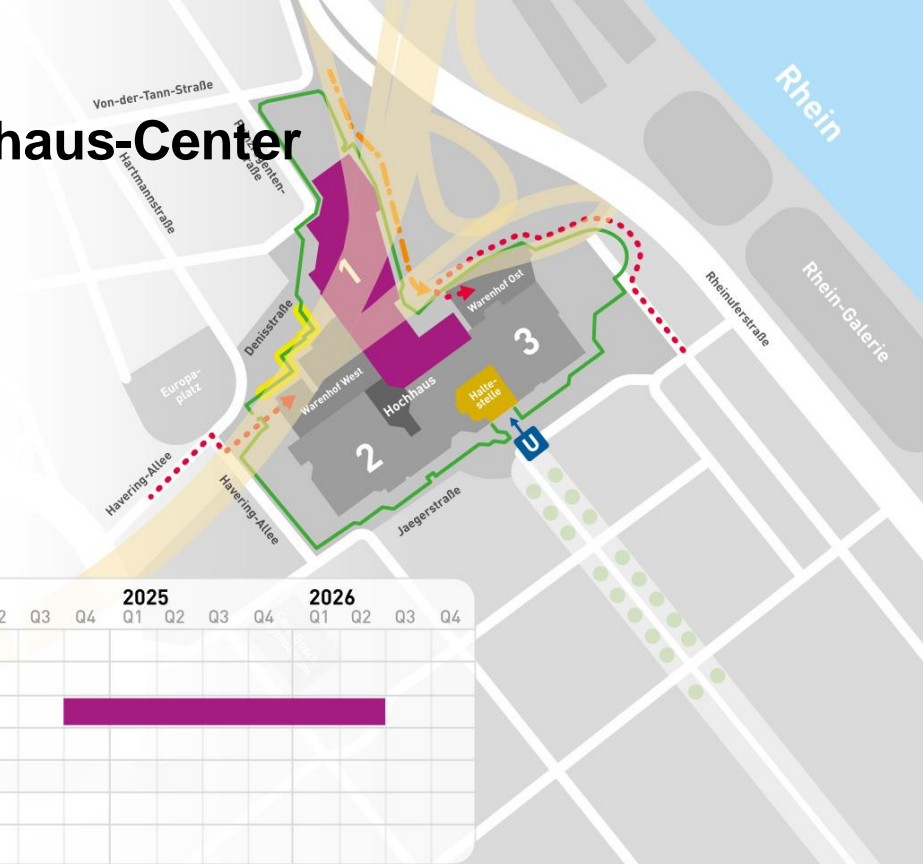 haus-Center
Von-der-Tann-Straße
Hartmannstraße
Rhein
Rhein-Galerie
Rheinuferstraße
1
Denisstraße
Warenhof Ost
3
Europa-
platz
Warenhof West
Hochhaus
Halte-
stelle
2
U
Havering-Allee
Havering-Allee
Jaegerstraße
2025
2026
2 Q3 Q4 Q1 Q2 Q3 Q4 Q1 Q2 Q3 Q4